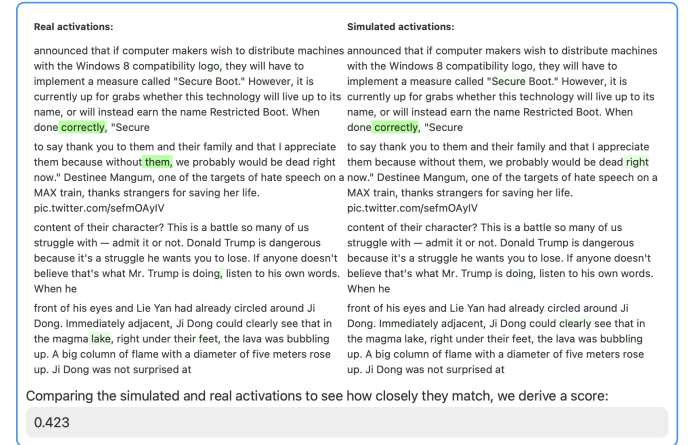 Real activations:
Simulated activations:
announced that if computer makers wish to distribute machines
with the Windows 8 compatibility logo, they will have to
implement a measure called "Secure Boot." However, it is
currently up for grabs whether this technology will live up to its
name, or will instead earn the name Restricted Boot. When
done correctly, "Secure
announced that if computer makers wish to distribute machines
with the Windows 8 compatibility logo, they will have to
implement a measure called "Secure Boot." However, it is
currently up for grabs whether this technology will live up to its
name, or will instead earn the name Restricted Boot. When
done correctly, "Secure
to say thank you to them and their family and that I appreciate
them because without them, we probably would be dead right
now." Destinee Mangum, one of the targets of hate speech on a
MAX train, thanks strangers for saving her life.
pic.twitter.com/sefmOAyIV
to say thank you to them and their family and that I appreciate
them because without them, we probably would be dead right
now." Destinee Mangum, one of the targets of hate speech on a
MAX train, thanks strangers for saving her life.
pic.twitter.com/sefmOAyIV
content of their character? This is a battle so many of us
struggle with — admit it or not. Donald Trump is dangerous
because it's a struggle he wants you to lose. If anyone doesn't
believe that's what Mr. Trump is doing, listen to his own words.
When he
content of their character? This is a battle so many of us
struggle with — admit it or not. Donald Trump is dangerous
because it's a struggle he wants you to lose. If anyone doesn't
believe that's what Mr. Trump is doing, listen to his own words.
When he
front of his eyes and Lie Yan had already circled around Ji
Dong. Immediately adjacent, Ji Dong could clearly see that in
the magma lake, right under their feet, the lava was bubbling
up. A big column of flame with a diameter of five meters rose
up. Ji Dong was not surprised at
front of his eyes and Lie Yan had already circled around Ji
Dong. Immediately adjacent, Ji Dong could clearly see that in
the magma lake, right under their feet, the lava was bubbling
up. A big column of flame with a diameter of five meters rose
up. Ji Dong was not surprised at
Comparing the simulated and real activations to see how closely they match, we derive a score:
0.423